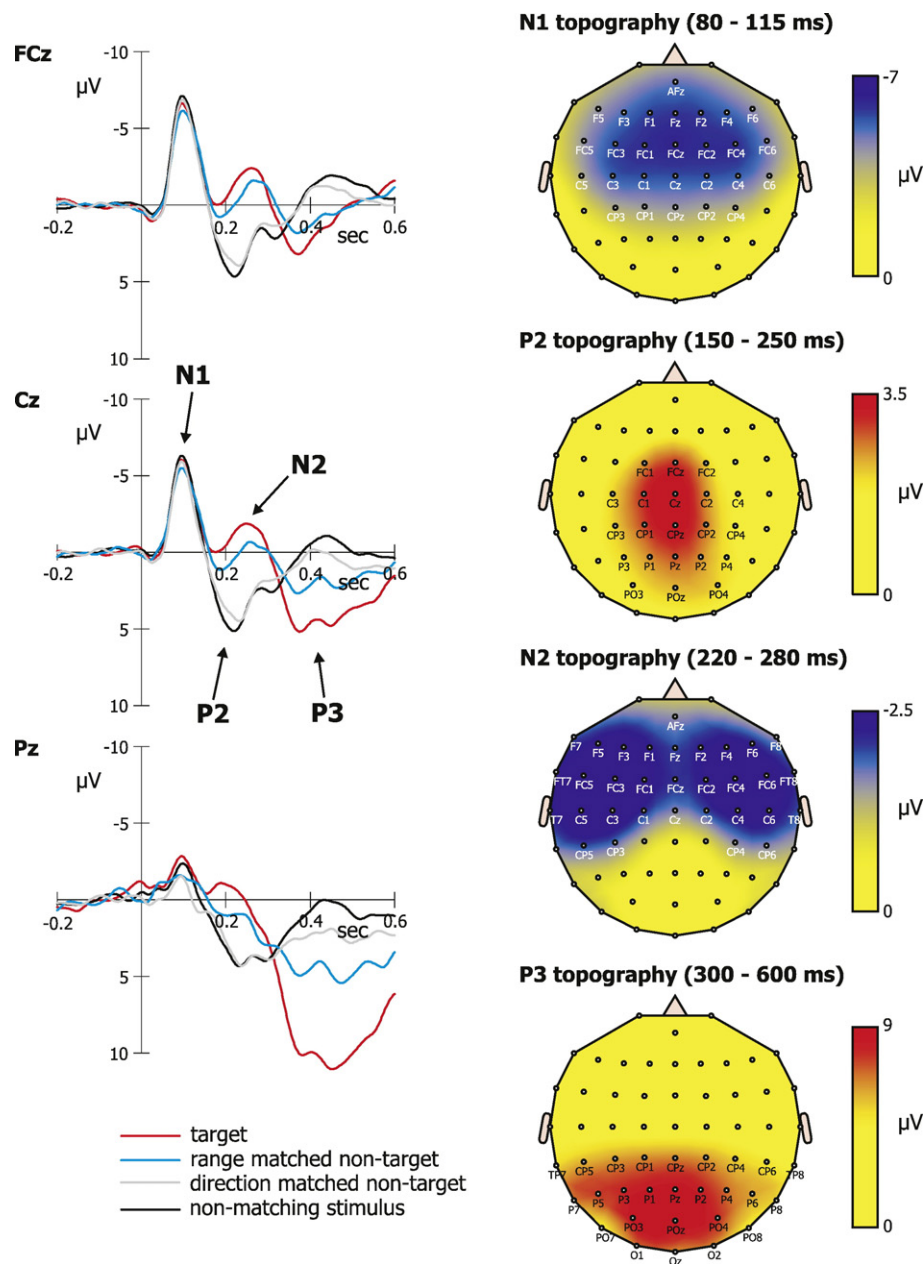 FCz
-10
µV
-5
-0.2 0.2 0.4 0.6
sec
5
10
Cz
-10
µV
N1
-5
N2
-0.2 0.2 0.4 0.6
sec
5
P2 P3
10
Pz
-10
µV
-5
-0.2 0.2 0.4 0.6
sec
5
10
target
range matched non-target
direction matched non-target
non-matching stimulus
N1 topography (80 - 115 ms)
-7
AFz
F5 F3 F1 Fz F2 F4 F6
FC5 FC3 FC1 FCz FC2 FC4 FC6
µV
C5 C3 C1 Cz C2 C4 C6
CP3 CP1 CPz CP2 CP4
0
P2 topography (150 - 250 ms)
3.5
FC1 FCz FC2
µV
C3 C1 Cz C2 C4
CP3 CP1 CPz CP2 CP4
P3 P1 Pz P2 P4
PO3 POz PO4
0
N2 topography (220 - 280 ms)
-2.5
AFz
F7 F5 F3 F1 Fz F2 F4 F6 F8
FT7 FC5 FC3 FC1 FCz FC2 FC4 FC6 FT8
µV
T7 C5 C3 C1 Cz C2 C4 C6 T8
CP5 CP3 CP4 CP6
0
P3 topography (300 - 600 ms)
9
µV
TP7 CP5 CP3 CP1 CPz CP2 CP4 CP6 TP8
P7 P5 P3 P1 Pz P2 P4 P6 P8
PO7 PO3 POz PO4 PO8
0
O1 Oz O2